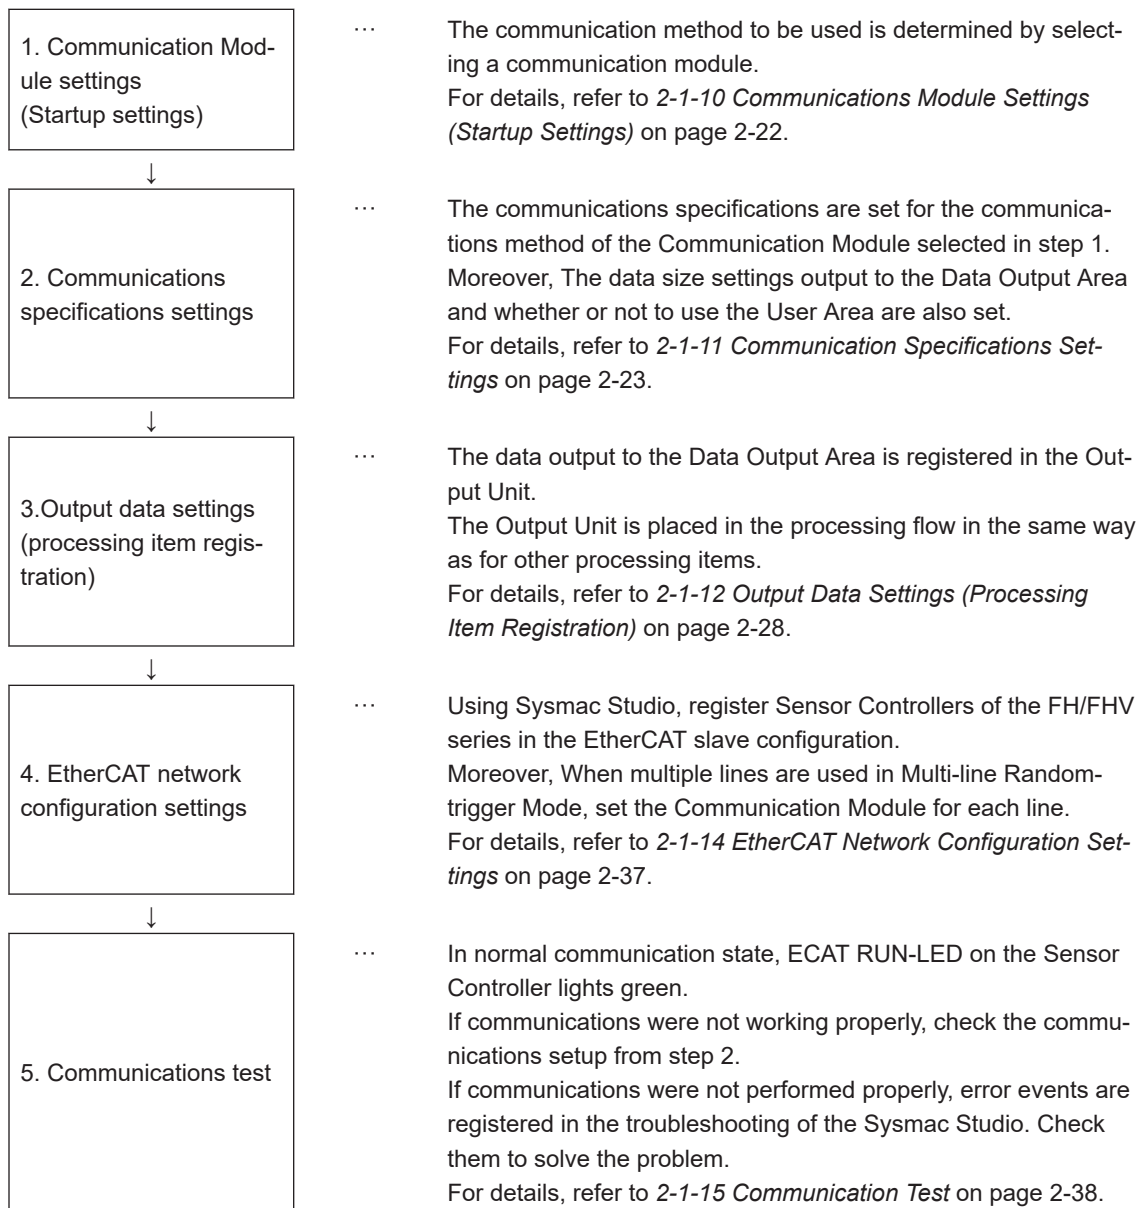 1. Communication Mod-
ule settings
(Startup settings)
…
The communication method to be used is determined by select-
ing a communication module.
For details, refer to 2-1-10 Communications Module Settings
(Startup Settings) on page 2-22.
↓
2. Communications
specifications settings
…
The communications specifications are set for the communica-
tions method of the Communication Module selected in step 1.
Moreover, The data size settings output to the Data Output Area
and whether or not to use the User Area are also set.
For details, refer to 2-1-11 Communication Specifications Set-
tings on page 2-23.
↓
3.Output data settings
(processing item regis-
tration)
…
The data output to the Data Output Area is registered in the Out-
put Unit.
The Output Unit is placed in the processing flow in the same way
as for other processing items.
For details, refer to 2-1-12 Output Data Settings (Processing
Item Registration) on page 2-28.
↓
4. EtherCAT network
configuration settings
…
Using Sysmac Studio, register Sensor Controllers of the FH/FHV
series in the EtherCAT slave configuration.
Moreover, When multiple lines are used in Multi-line Random-
trigger Mode, set the Communication Module for each line.
For details, refer to 2-1-14 EtherCAT Network Configuration Set-
tings on page 2-37.
↓
5. Communications test
…
In normal communication state, ECAT RUN-LED on the Sensor
Controller lights green.
If communications were not working properly, check the commu-
nications setup from step 2.
If communications were not performed properly, error events are
registered in the troubleshooting of the Sysmac Studio. Check
them to solve the problem.
For details, refer to 2-1-15 Communication Test on page 2-38.